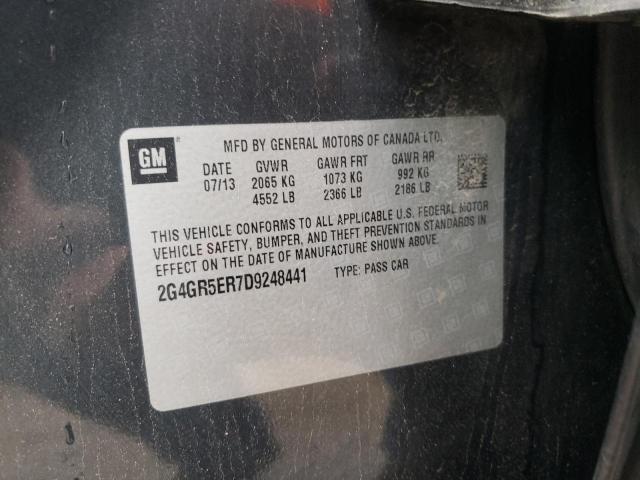 GM
MFD BY GENERAL MOTORS OF CANADA LTD.
DATE GVWR GAWR FRT GAWR RR
07/13 2065 KG 1073 KG 992 KG
4552 LB 2366 LB 2186 LB
THIS VEHICLE CONFORMS TO ALL APPLICABLE U.S. FEDERAL MOTOR
VEHICLE SAFETY, BUMPER, AND THEFT PREVENTION STANDARDS IN
EFFECT ON THE DATE OF MANUFACTURE SHOWN ABOVE.
2G4GR5ER7D9248441 TYPE: PASS CAR